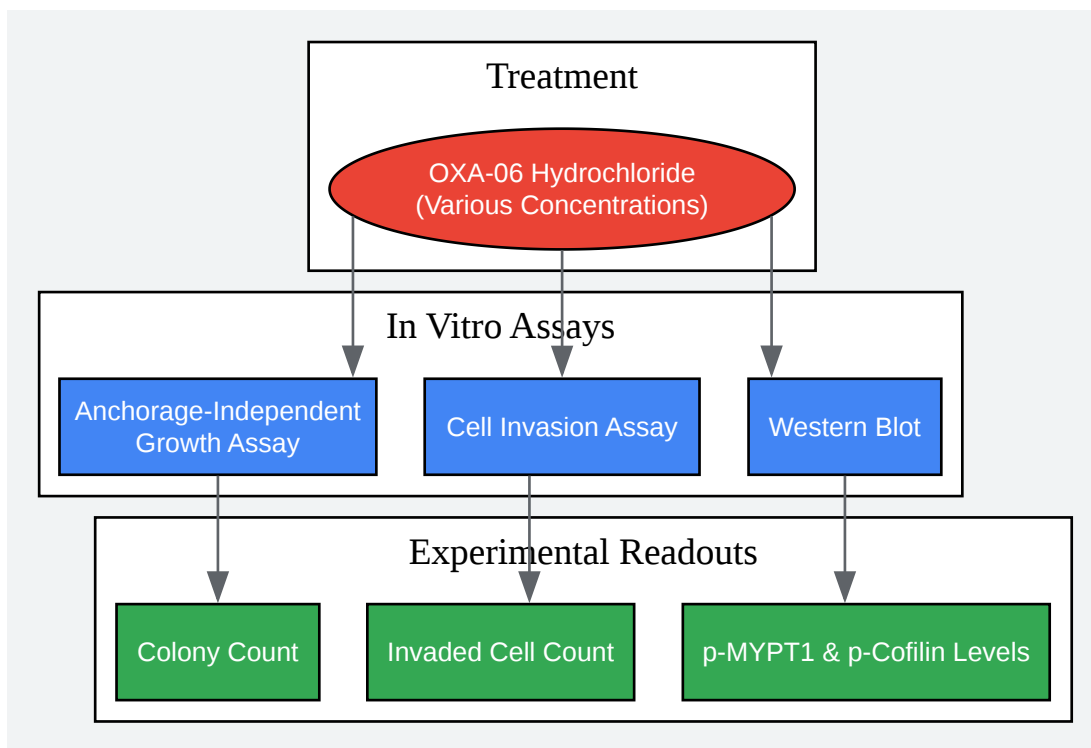 Treatment
OXA-06 Hydrochloride
(Various Concentrations)
In Vitro Assays
Anchorage-Independent
Growth Assay
Cell Invasion Assay
Western Blot
Experimental Readouts
Colony Count
Invaded Cell Count
p-MYPT1 & p-Cofilin Levels